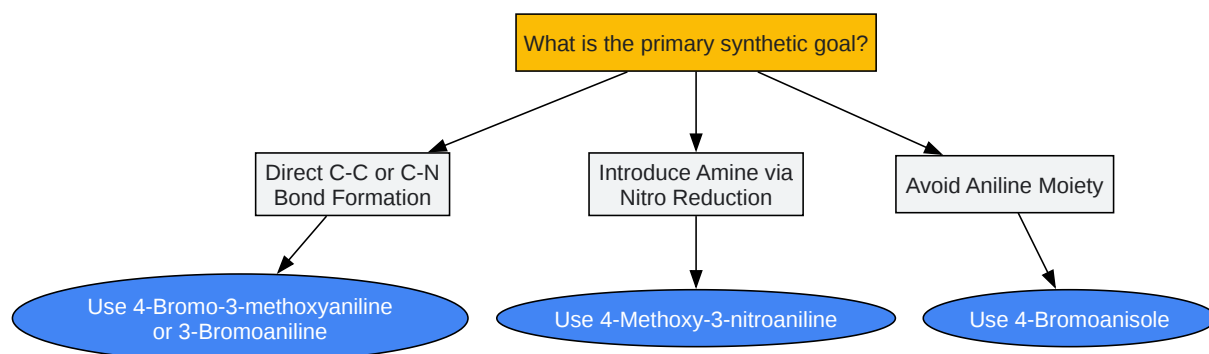 What is the primary synthetic goal?
Direct C-C or C-N
Bond Formation
Introduce Amine via
Nitro Reduction
Avoid Aniline Moiety
Use 4-Bromo-3-methoxyaniline
or 3-Bromoaniline
Use 4-Methoxy-3-nitroaniline
Use 4-Bromoanisole